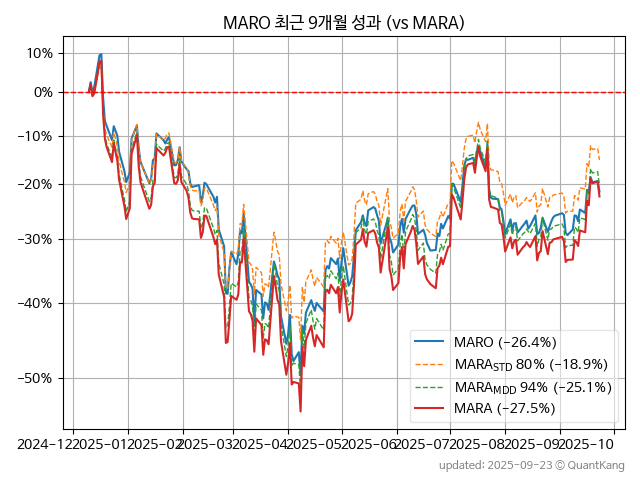 MARO 최근 9개월 성과 (vs MARA)
10%
0%
−10%
−20%
−30%
−40%
−50%
MARO (−26.4%)
MARA_STD 80% (−18.9%)
MARA_MDD 94% (−25.1%)
MARA (−27.5%)
2024-12 2025-01 2025-02 2025-03 2025-04 2025-05 2025-06 2025-07 2025-08 2025-09 2025-10
updated: 2025-09-23 © QuantKang